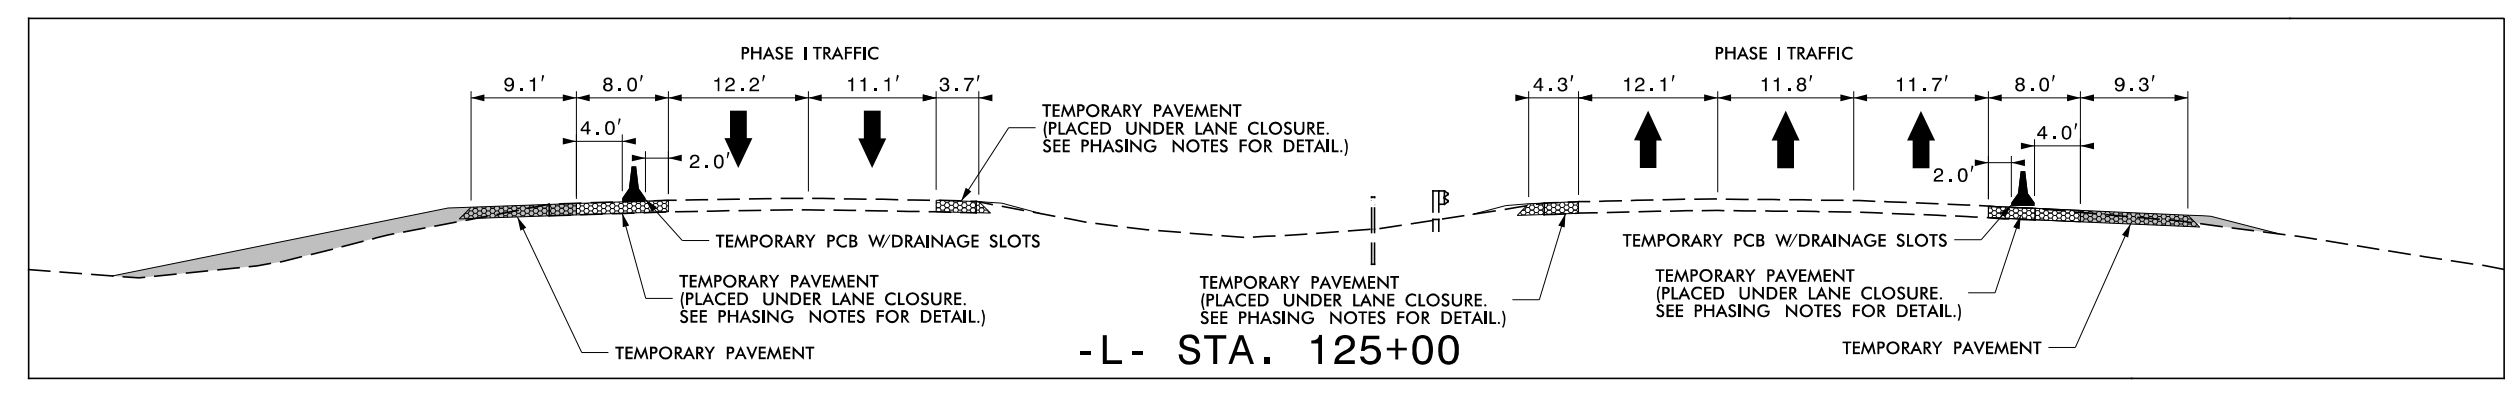 PHASE I TRAFFIC
PHASE I TRAFFIC
9.1' 8.0' 12.2' 11.1' 3.7'
4.3' 12.1' 11.8' 11.7' 8.0' 9.3'
4.0'
2.0'
4.0'
2.0'
TEMPORARY PAVEMENT
(PLACED UNDER LANE CLOSURE.
SEE PHASING NOTES FOR DETAIL.)
TEMPORARY PCB W/DRAINAGE SLOTS
TEMPORARY PCB W/DRAINAGE SLOTS
TEMPORARY PAVEMENT
(PLACED UNDER LANE CLOSURE.
SEE PHASING NOTES FOR DETAIL.)
TEMPORARY PAVEMENT
(PLACED UNDER LANE CLOSURE.
SEE PHASING NOTES FOR DETAIL.)
TEMPORARY PAVEMENT
(PLACED UNDER LANE CLOSURE.
SEE PHASING NOTES FOR DETAIL.)
TEMPORARY PAVEMENT
-L- STA. 125+00
TEMPORARY PAVEMENT